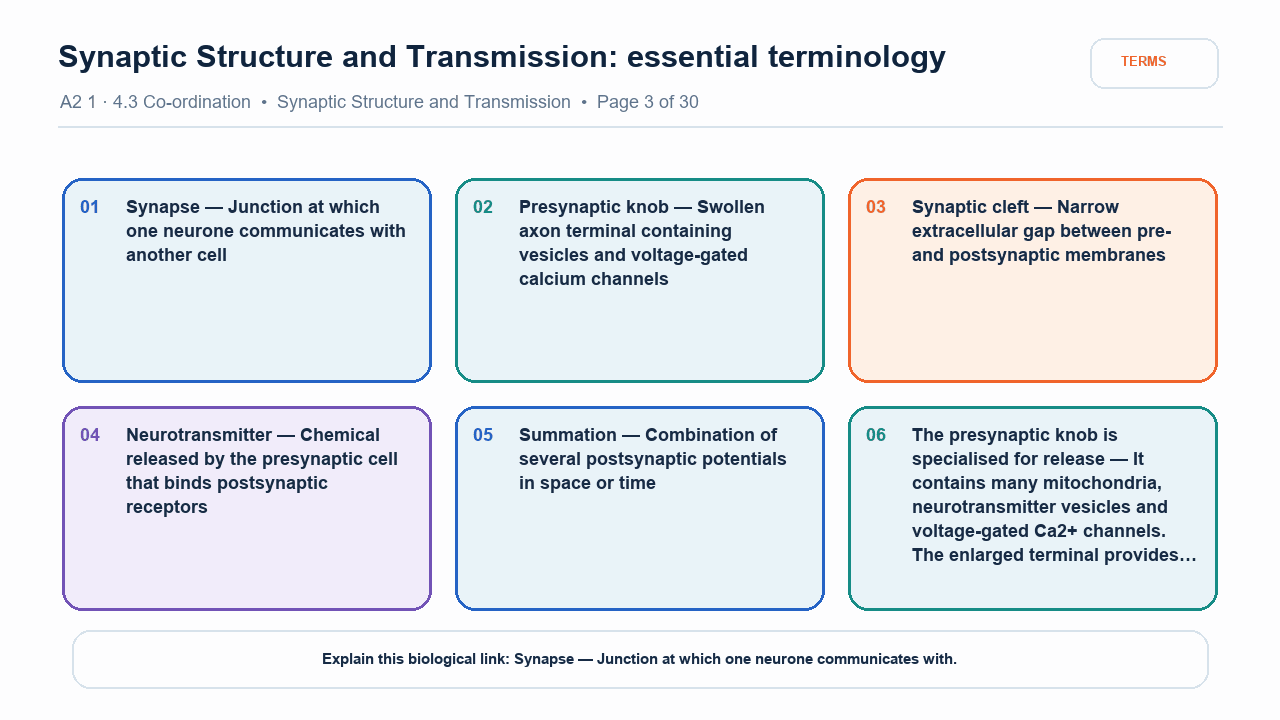 Synaptic Structure and Transmission: essential terminology
TERMS
A2 1 · 4.3 Co-ordination • Synaptic Structure and Transmission • Page 3 of 30
01
Synapse — Junction at which
one neurone communicates with
another cell
02
Presynaptic knob — Swollen
axon terminal containing
vesicles and voltage-gated
calcium channels
03
Synaptic cleft — Narrow
extracellular gap between pre-
and postsynaptic membranes
04
Neurotransmitter — Chemical
released by the presynaptic cell
that binds postsynaptic
receptors
05
Summation — Combination of
several postsynaptic potentials
in space or time
06
The presynaptic knob is
specialised for release — It
contains many mitochondria,
neurotransmitter vesicles and
voltage-gated Ca2+ channels.
The enlarged terminal provides…
Explain this biological link: Synapse — Junction at which one neurone communicates with.